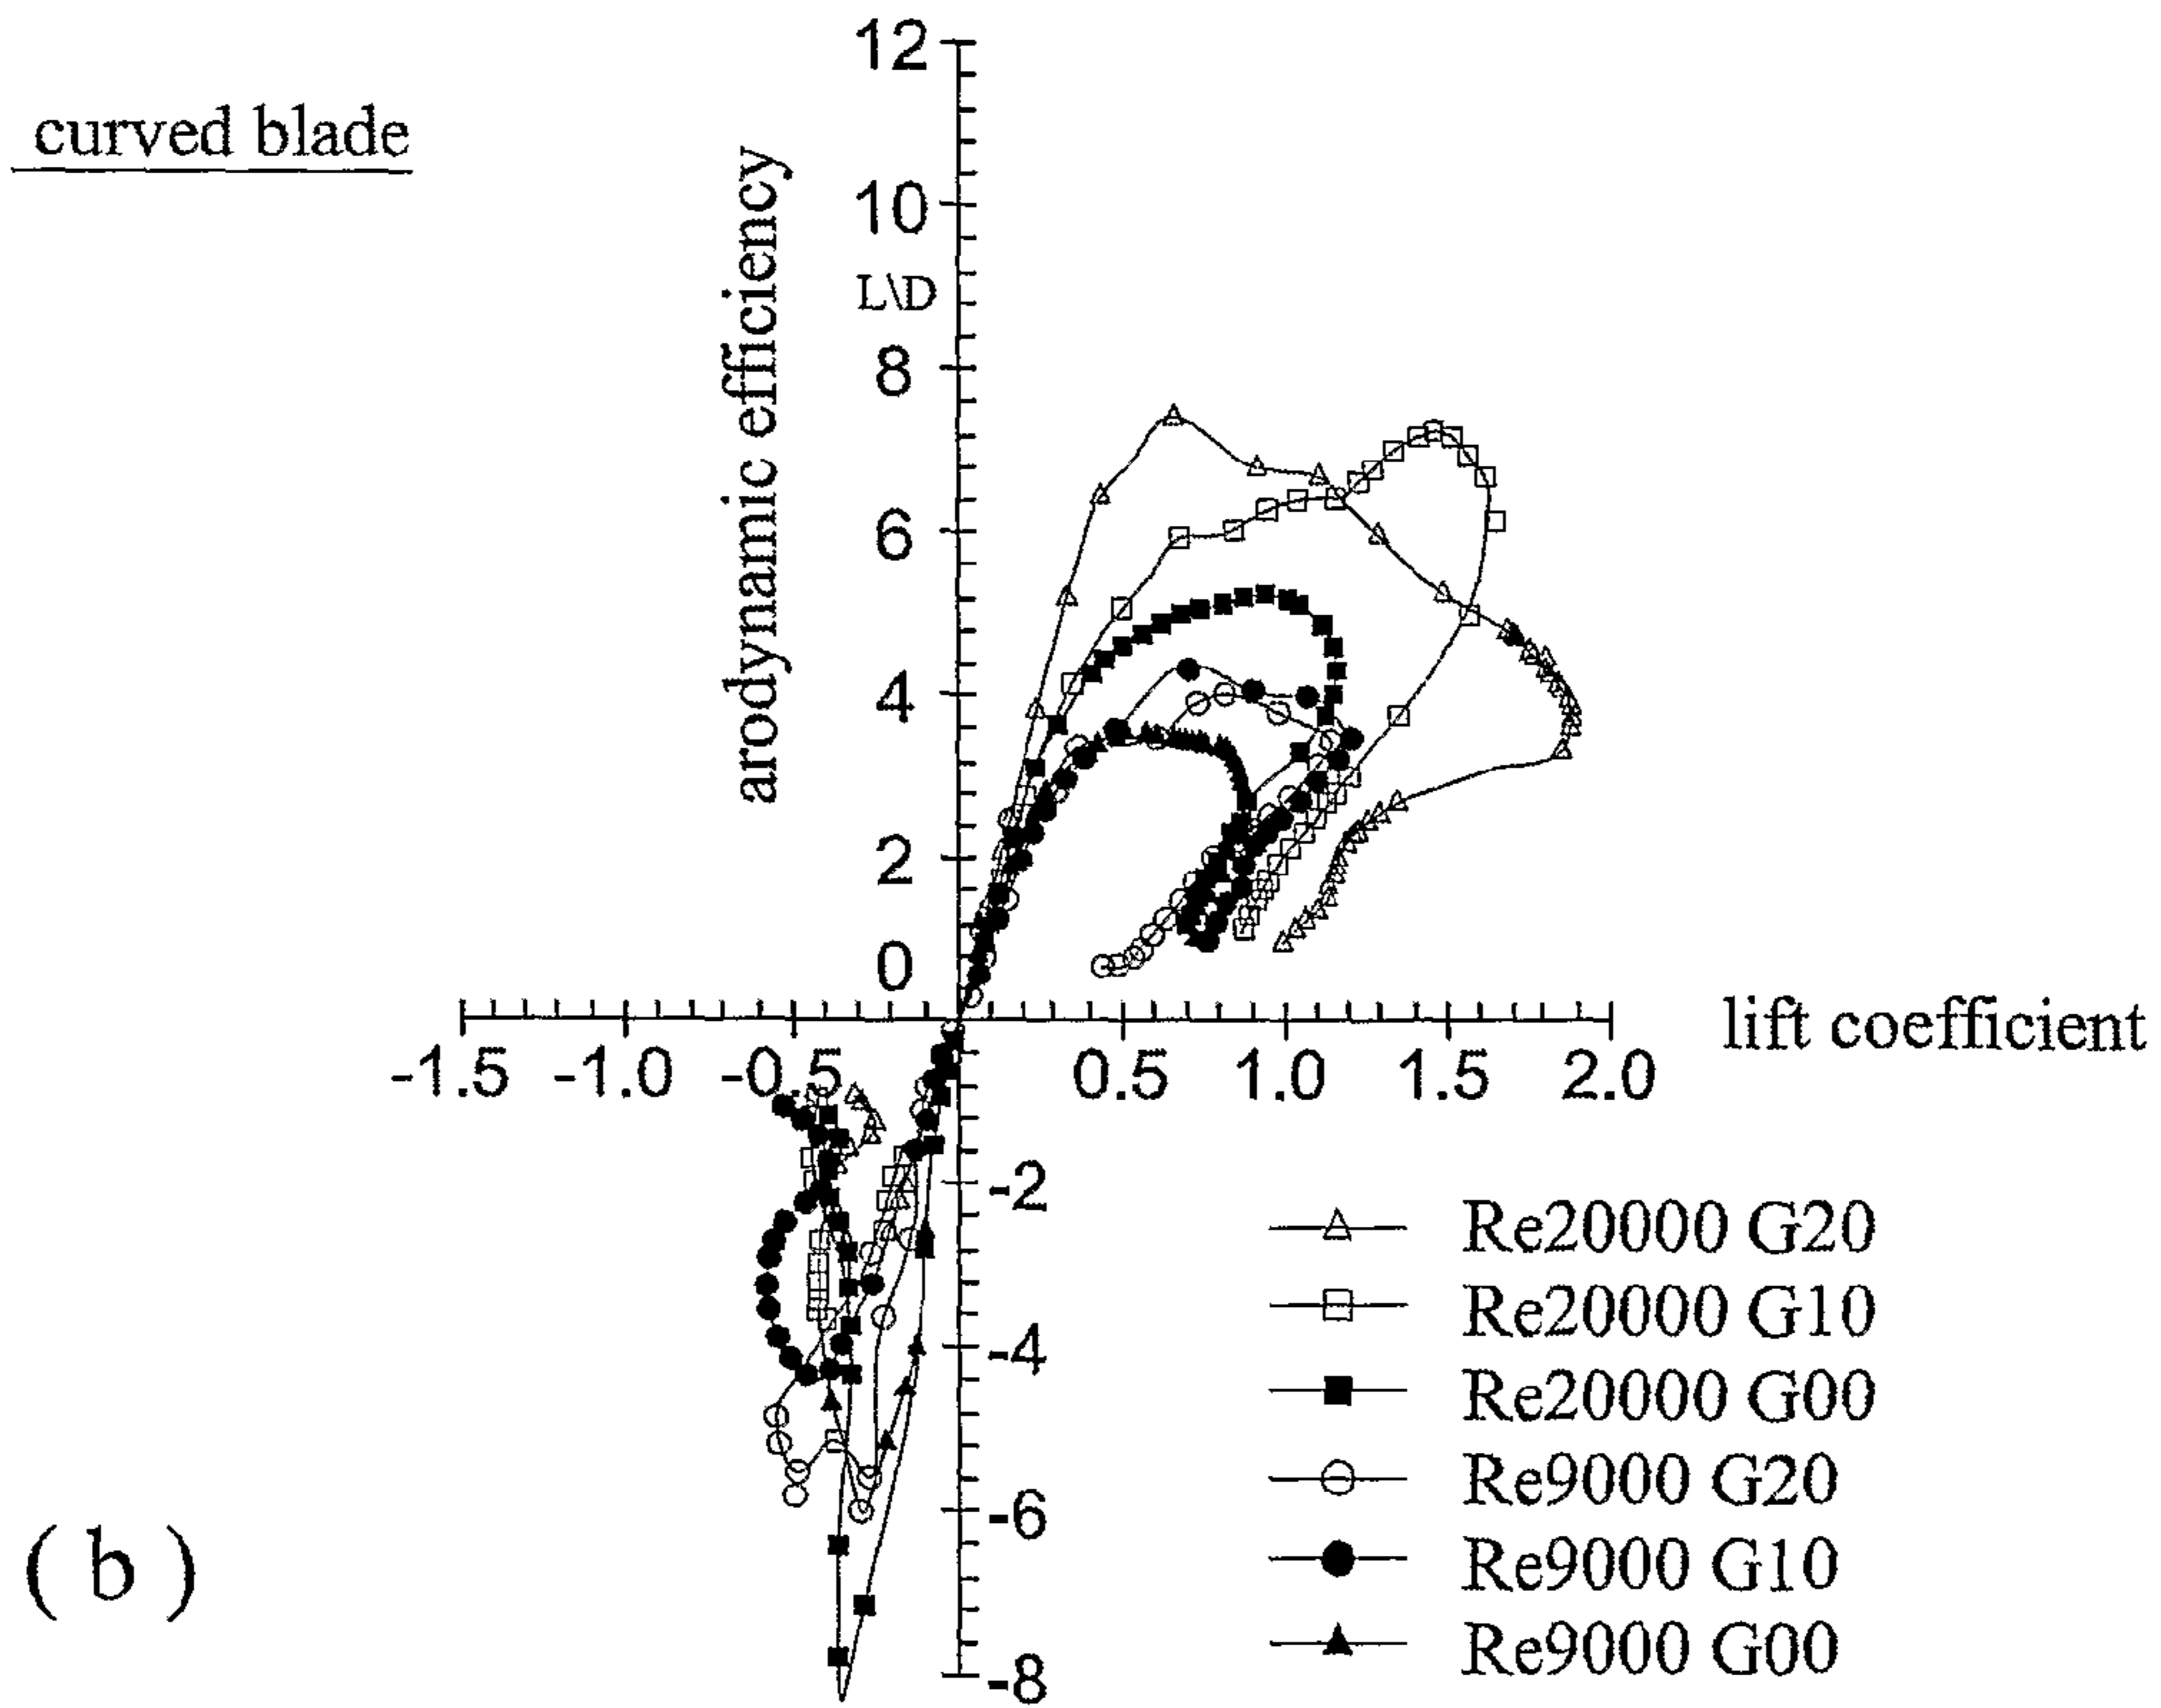 curved blade
arodynamic efficiency
12
10
L\D
8
6
4
2
0
-1.5 -1.0 -0.5 0.5 1.0 1.5 2.0
lift coefficient
-2
-4
-6
-8
Re20000 G20
Re20000 G10
Re20000 G00
Re9000 G20
Re9000 G10
Re9000 G00
( b )